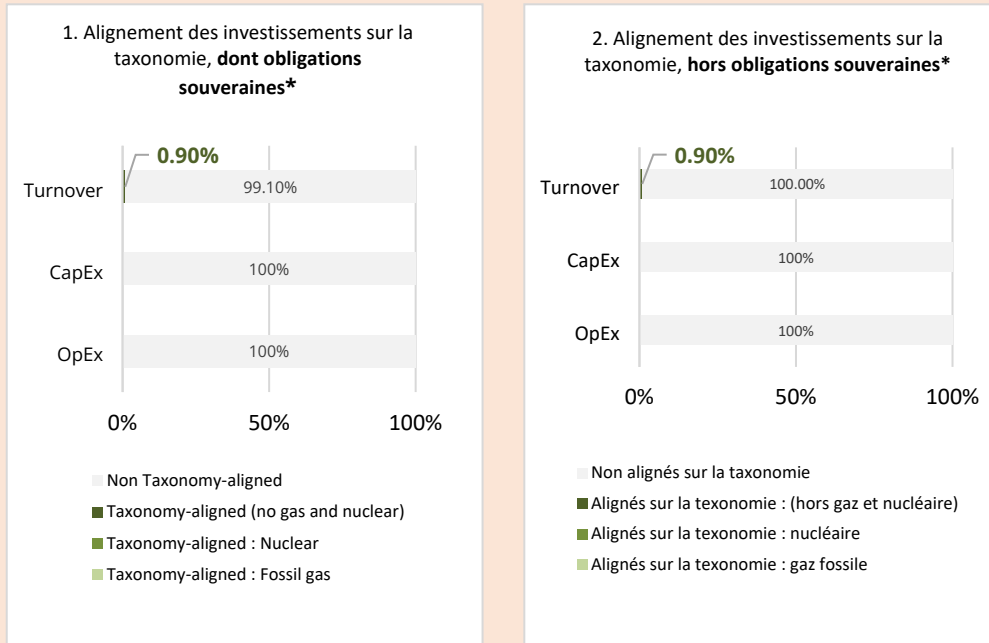 1. Alignement des investissements sur la
taxonomie, dont obligations
souveraines*
0.90%
Turnover
99.10%
CapEx
100%
OpEx
100%
0%
50%
100%
Non Taxonomy-aligned
Taxonomy-aligned (no gas and nuclear)
Taxonomy-aligned : Nuclear
Taxonomy-aligned : Fossil gas
2. Alignement des investissements sur la
taxonomie, hors obligations souveraines*
0.90%
Turnover
100.00%
CapEx
100%
OpEx
100%
0%
50%
100%
Non alignés sur la taxonomie
Alignés sur la texonomie : (hors gaz et nucléaire)
Alignés sur la texonomie : nucléaire
Alignés sur la texonomie : gaz fossile